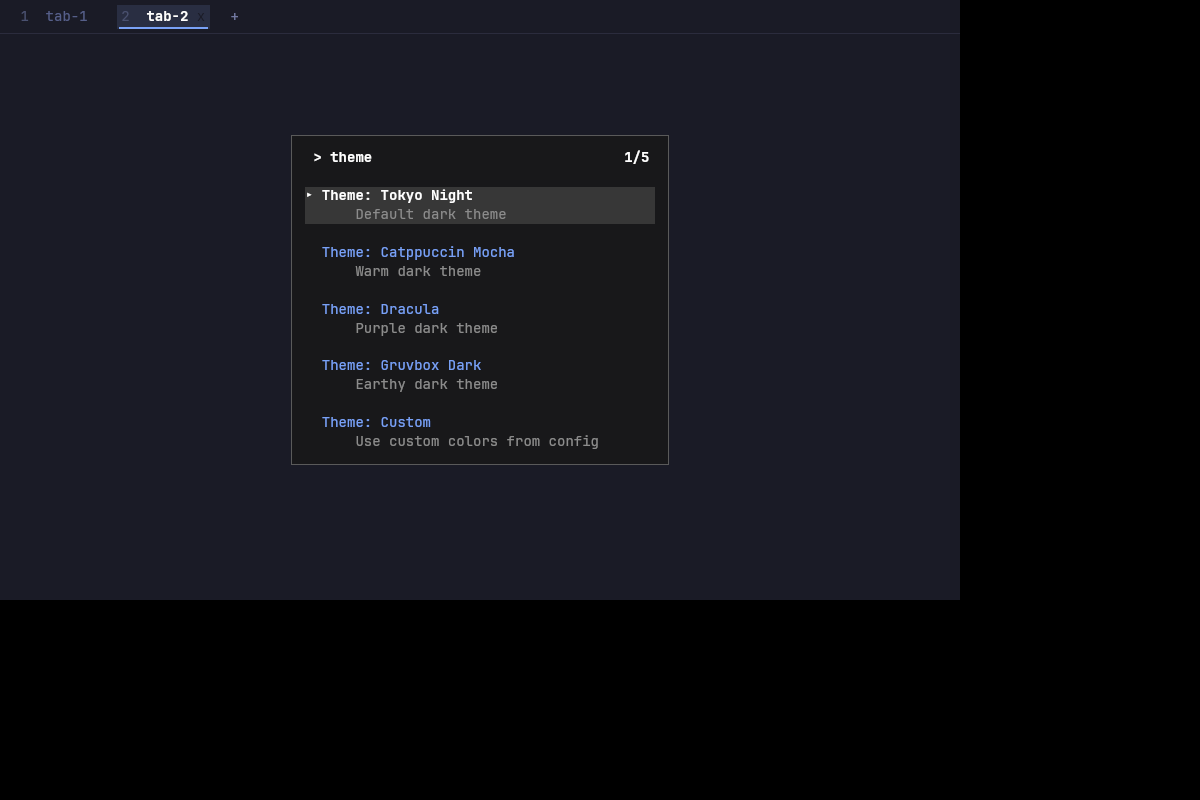 1 tab-1 2 tab-2 x +
> theme 1/5
▸ Theme: Tokyo Night
Default dark theme
Theme: Catppuccin Mocha
Warm dark theme
Theme: Dracula
Purple dark theme
Theme: Gruvbox Dark
Earthy dark theme
Theme: Custom
Use custom colors from config